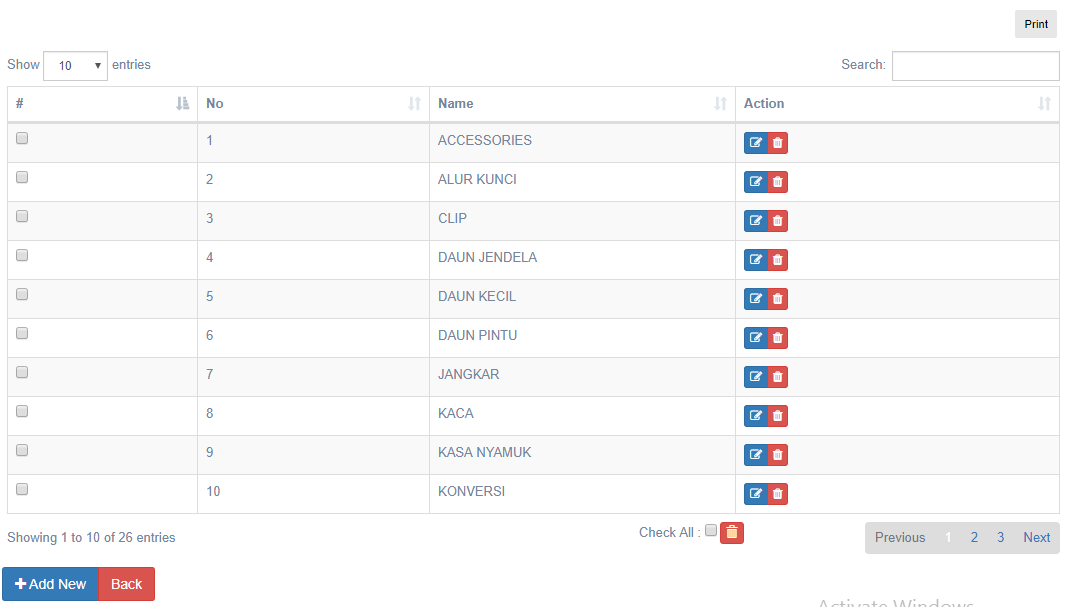 Print
Show 10 entries Search:
# No Name Action
1 ACCESSORIES
2 ALUR KUNCI
3 CLIP
4 DAUN JENDELA
5 DAUN KECIL
6 DAUN PINTU
7 JANGKAR
8 KACA
9 KASA NYAMUK
10 KONVERSI
Showing 1 to 10 of 26 entries Check All : Previous 1 2 3 Next
Add New Back
Activate Windows